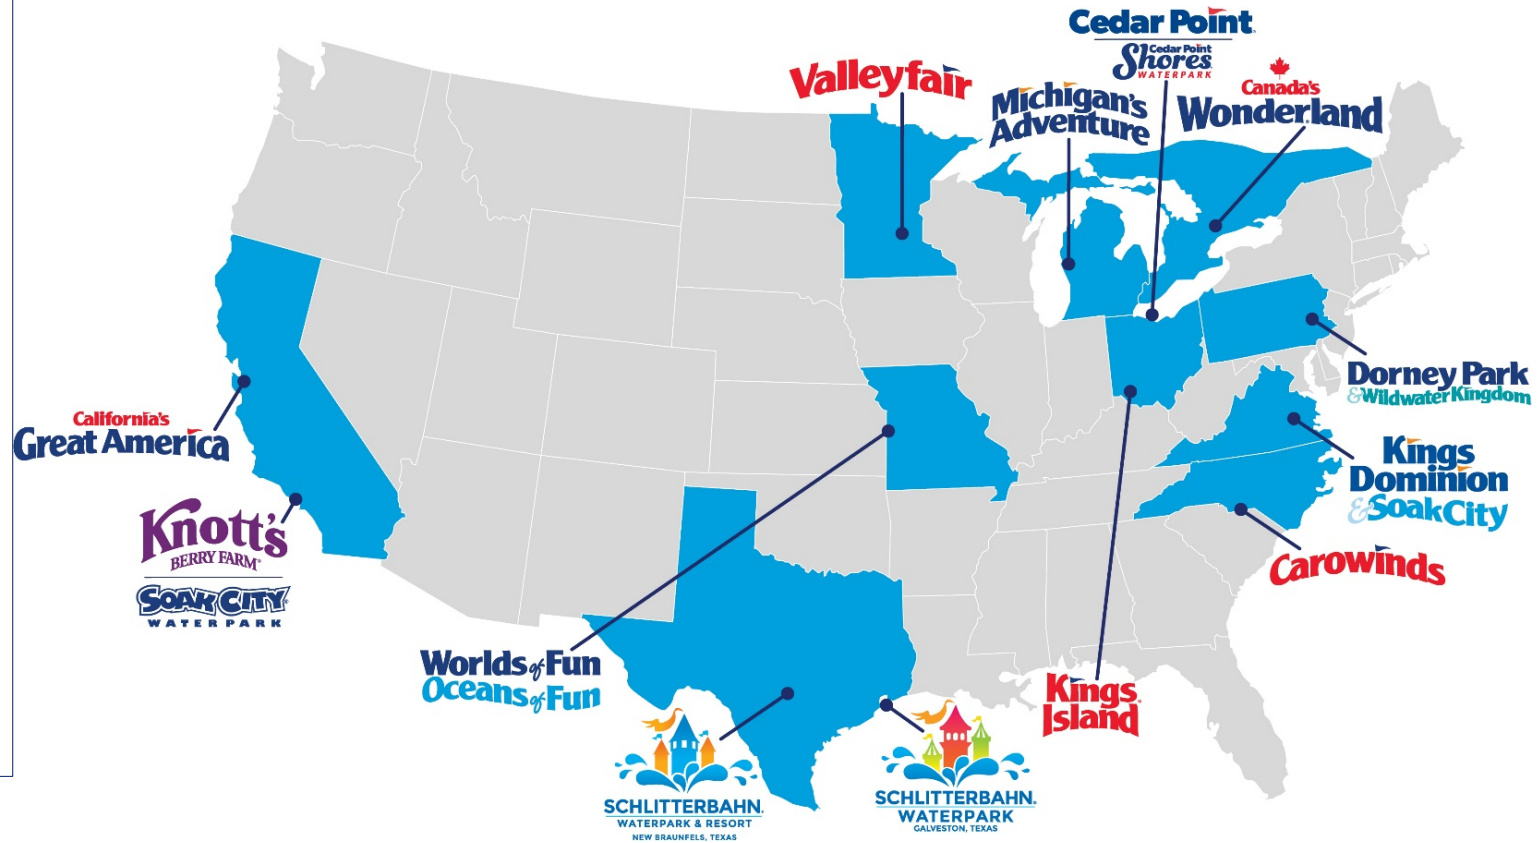 Cedar Point
Cedar Point
Shores
WATERPARK
Valleyfair
Michigan's
Adventure
Canada's
Wonderland
Dorney Park
&Wildwater Kingdom
Kings
Dominion
&Soak City
Carowinds
California's
Great America
Knott's
BERRY FARM®
SOAK CITY
WATERPARK
Worlds of Fun
Oceans of Fun
Kings
Island
SCHLITTERBAHN.
WATERPARK & RESORT
NEW BRAUNFELS, TEXAS
SCHLITTERBAHN.
WATERPARK
GALVESTON, TEXAS